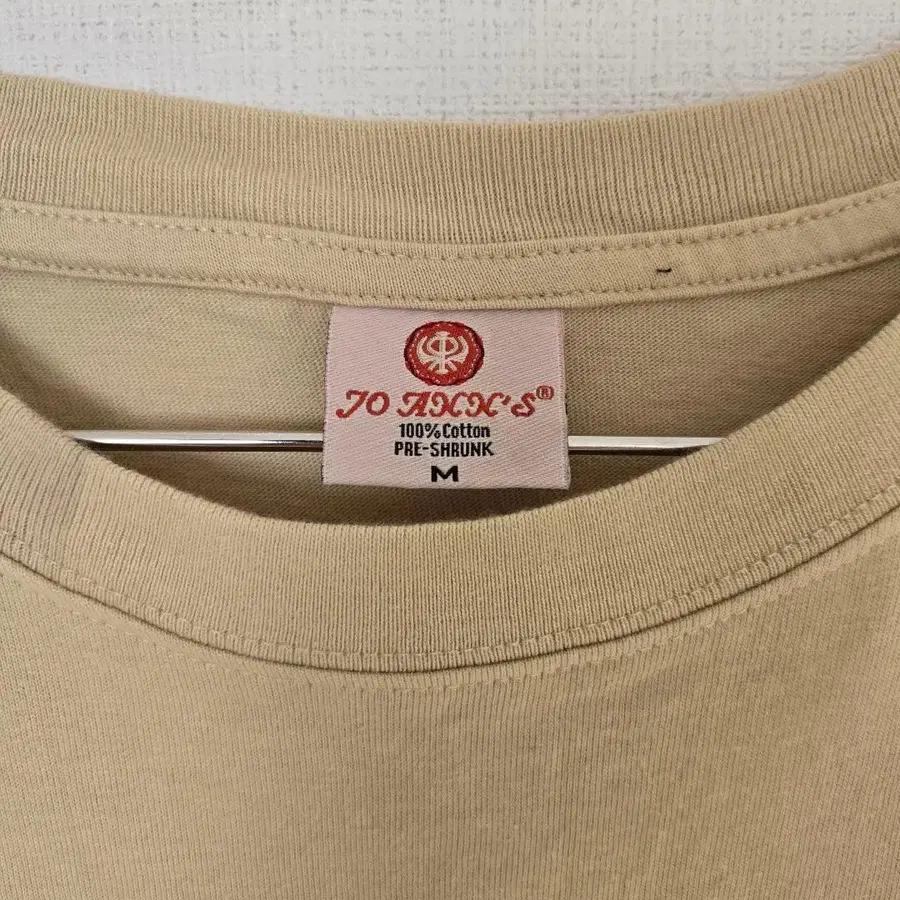 JO ANN'S®
100% Cotton
PRE-SHRUNK
M